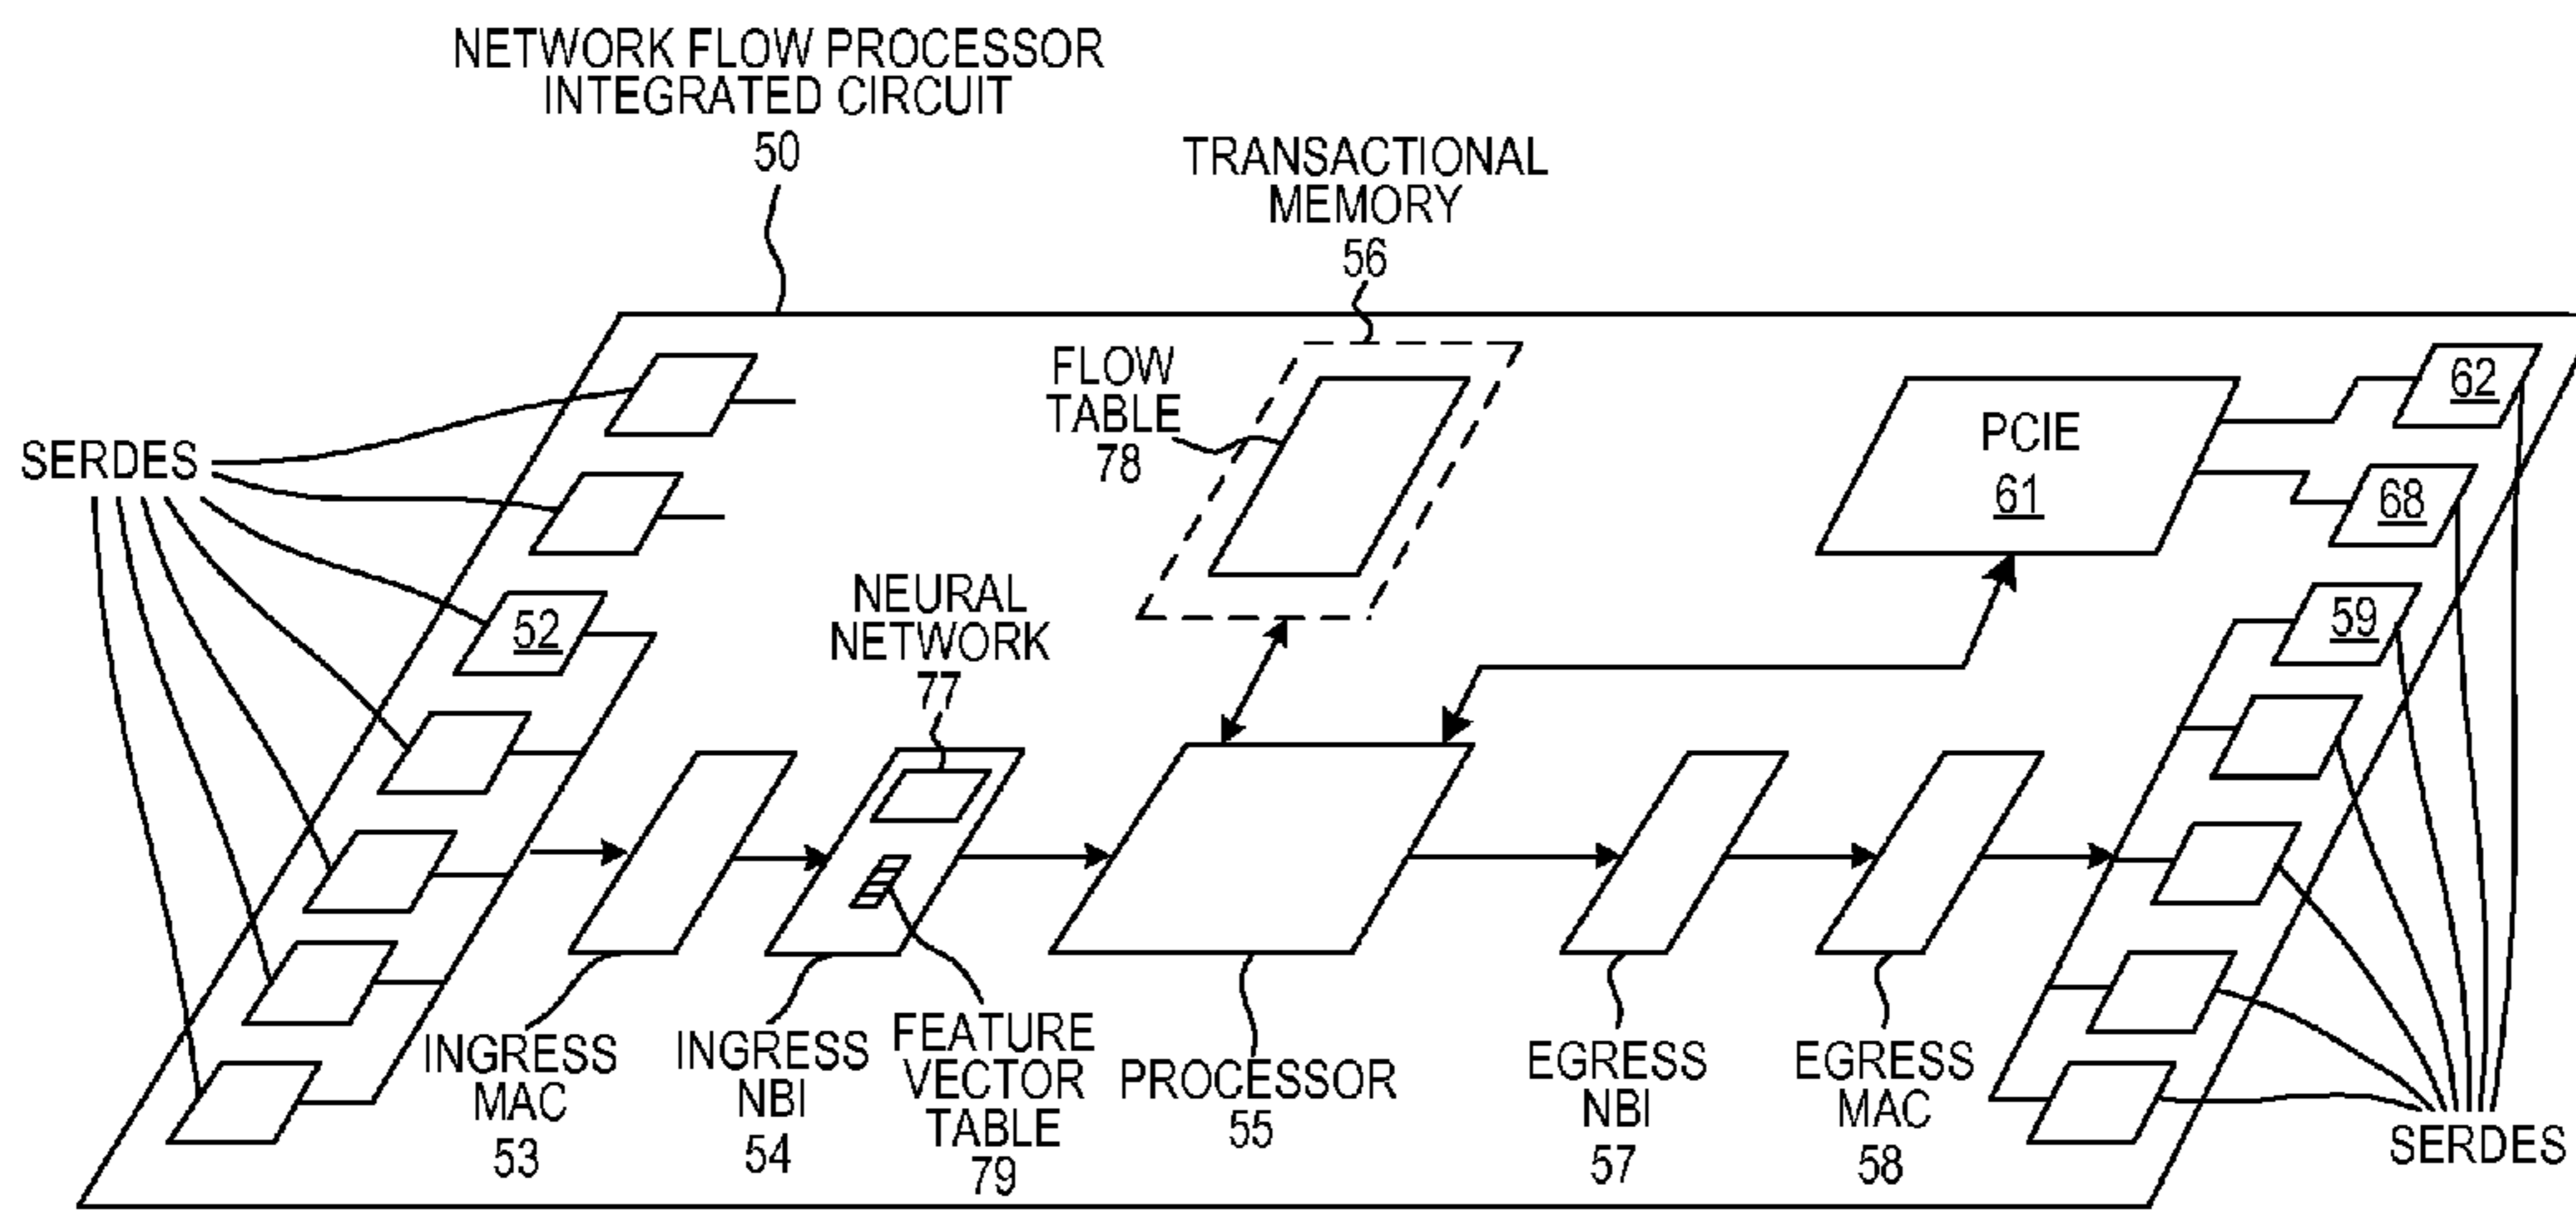 NETWORK FLOW PROCESSOR
INTEGRATED CIRCUIT
50
TRANSACTIONAL
MEMORY
56
FLOW
TABLE
78
PCIE
61
62
68
SERDES
52
59
NEURAL
NETWORK
77
INGRESS
MAC
53
INGRESS
NBI
54
FEATURE
VECTOR
TABLE
79
PROCESSOR
55
EGRESS
NBI
57
EGRESS
MAC
58
SERDES